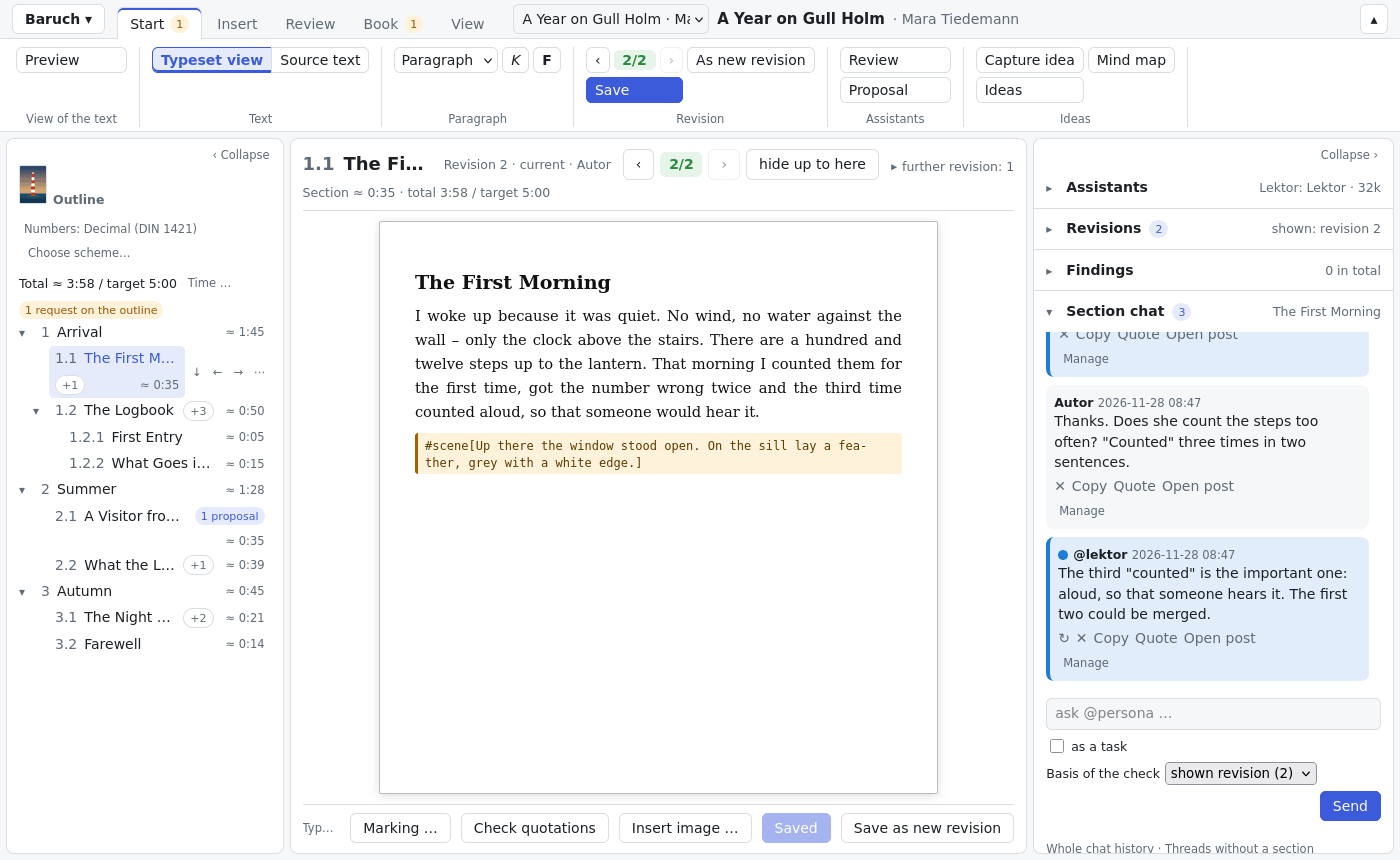 Baruch ▾
Start 1
Insert
Review
Book 1
View
A Year on Gull Holm · Ma
A Year on Gull Holm · Mara Tiedemann
▴
Preview
View of the text
Typeset view
Source text
Text
Paragraph
K
F
Paragraph
‹
2/2
›
As new revision
Save
Revision
Review
Proposal
Assistants
Capture idea
Mind map
Ideas
Ideas
‹ Collapse
Outline
Numbers: Decimal (DIN 1421)
Choose scheme…
Total ≈ 3:58 / target 5:00 Time …
1 request on the outline
▾ 1 Arrival ≈ 1:45
1.1 The First M…
+1 ≈ 0:35 ↓ ← → ⋯
▾ 1.2 The Logbook +3 ≈ 0:50
1.2.1 First Entry ≈ 0:05
1.2.2 What Goes i… ≈ 0:15
▾ 2 Summer ≈ 1:28
2.1 A Visitor fro… 1 proposal
≈ 0:35
2.2 What the L… +1 ≈ 0:39
▾ 3 Autumn ≈ 0:45
3.1 The Night … +2 ≈ 0:21
3.2 Farewell ≈ 0:14
1.1 The Fi… Revision 2 · current · Autor ‹ 2/2 › hide up to here ▸ further revision: 1
Section ≈ 0:35 · total 3:58 / target 5:00
The First Morning
I woke up because it was quiet. No wind, no water against the
wall – only the clock above the stairs. There are a hundred and
twelve steps up to the lantern. That morning I counted them for
the first time, got the number wrong twice and the third time
counted aloud, so that someone would hear it.
#scene[Up there the window stood open. On the sill lay a fea-
ther, grey with a white edge.]
Typ…
Marking …
Check quotations
Insert image …
Saved
Save as new revision
Collapse ›
▸ Assistants Lektor: Lektor · 32k
▸ Revisions 2 shown: revision 2
▸ Findings 0 in total
▾ Section chat 3 The First Morning
✕ Copy Quote Open post
Manage
Autor 2026-11-28 08:47
Thanks. Does she count the steps too
often? "Counted" three times in two
sentences.
✕ Copy Quote Open post
Manage
@lektor 2026-11-28 08:47
The third "counted" is the important one:
aloud, so that someone hears it. The first
two could be merged.
↻ ✕ Copy Quote Open post
Manage
ask @persona …
as a task
Basis of the check shown revision (2)
Send
Whole chat history · Threads without a section